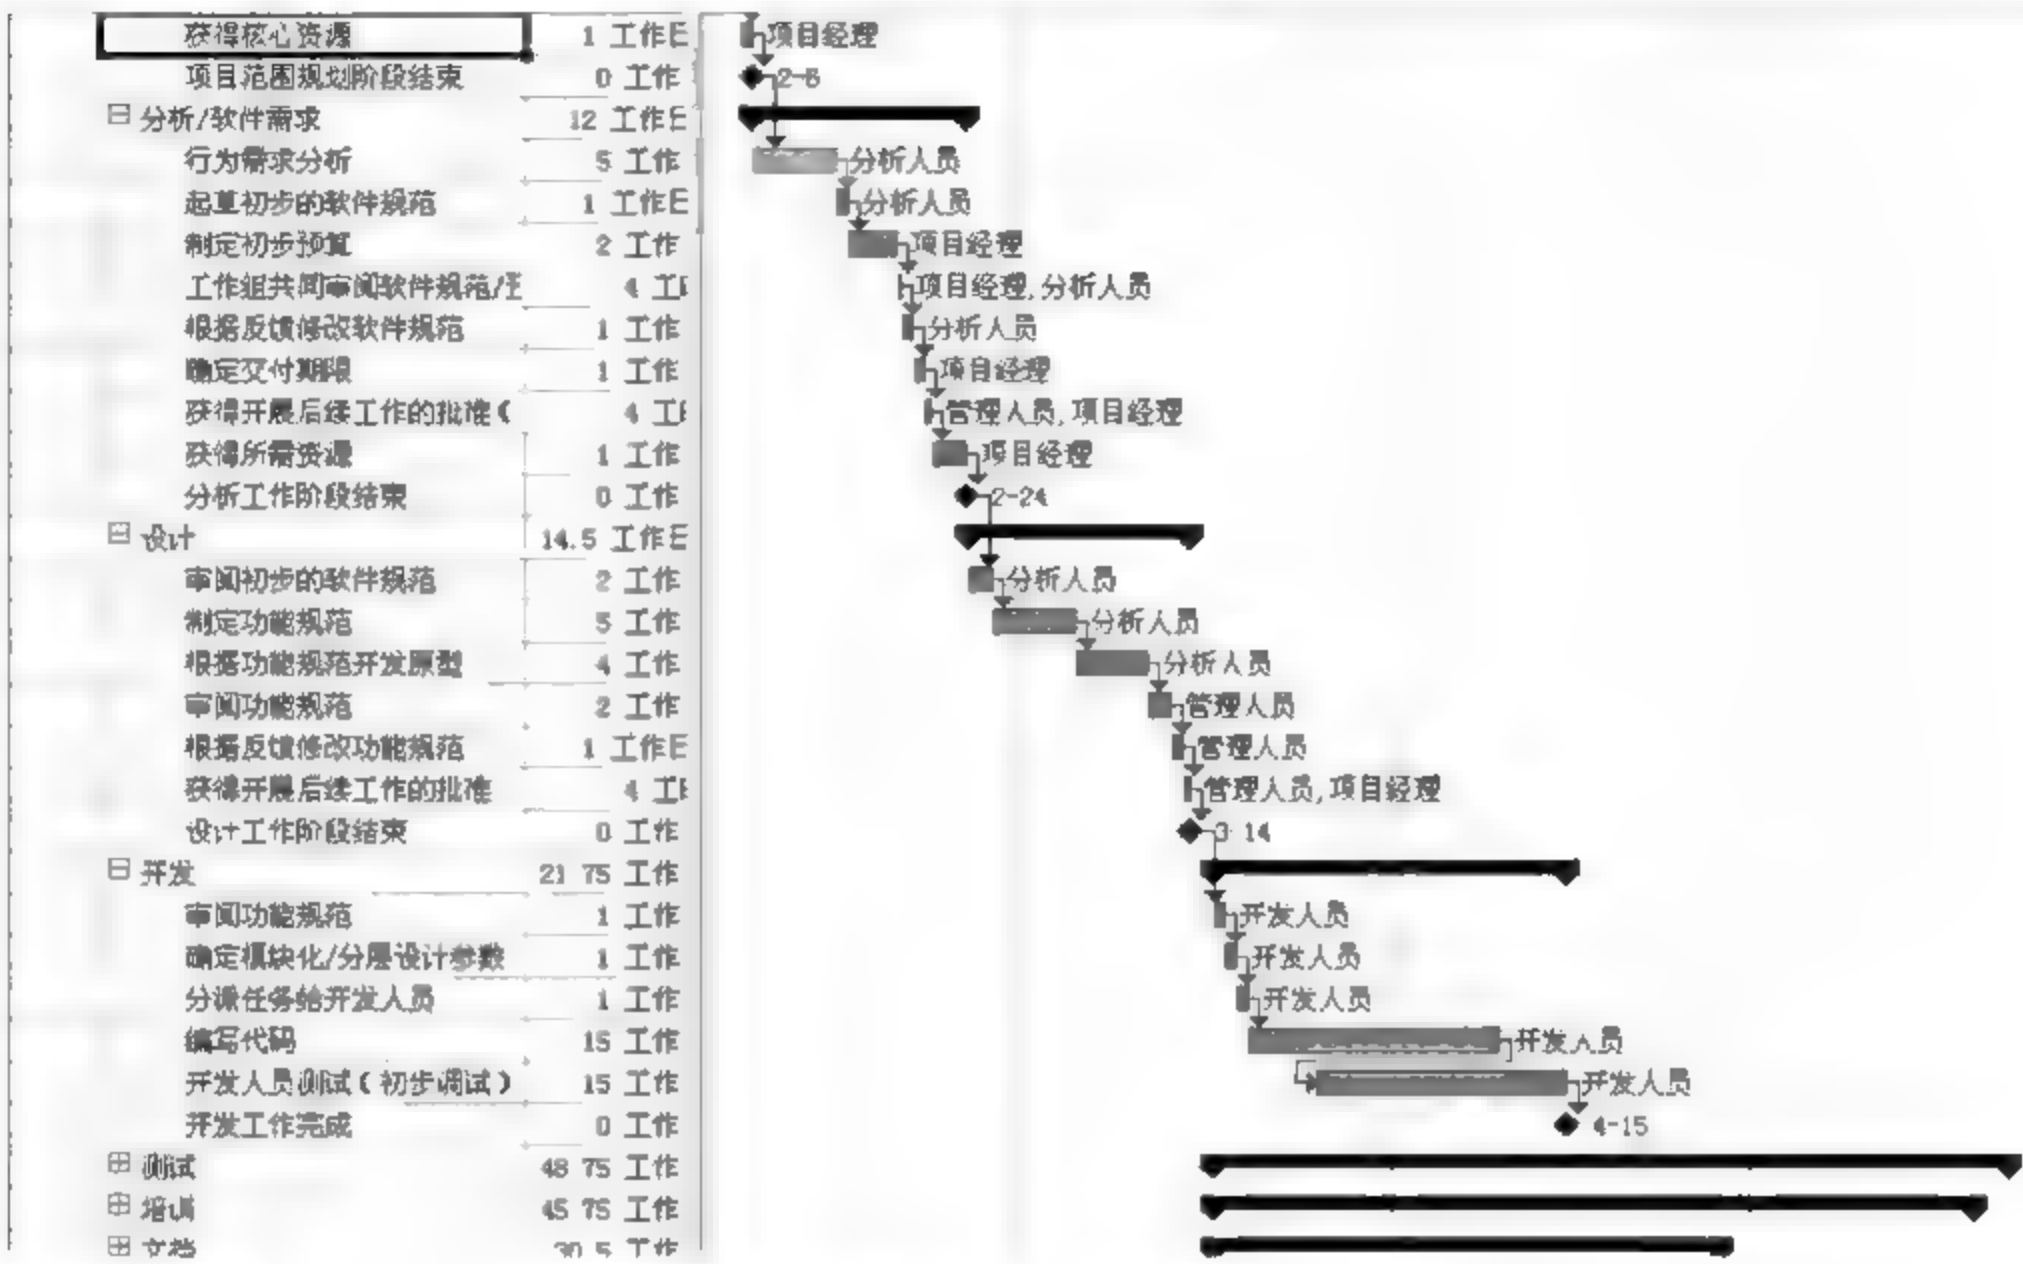 获得核心资源 1 工作日 项目经理
项目范围规划阶段结束 0 工作 2-6
分析/软件需求 12 工作日
行为需求分析 5 工作 分析人员
起草初步的软件规范 1 工作日 分析人员
制定初步预算 2 工作 项目经理
工作组共同审阅软件规范/ 4 工 项目经理,分析人员
根据反馈修改软件规范 1 工作 分析人员
确定交付期限 1 工作 项目经理
获得开展后续工作的批准( 4 工 管理人员,项目经理
获得所需资源 1 工作 项目经理
分析工作阶段结束 0 工作 2-24
设计 14.5 工作日
审阅初步的软件规范 2 工作 分析人员
制定功能规范 5 工作 分析人员
根据功能规范开发原型 4 工作 分析人员
审阅功能规范 2 工作 管理人员
根据反馈修改功能规范 1 工作日 管理人员
获得开展后续工作的批准 4 工 管理人员,项目经理
设计工作阶段结束 0 工作 3-14
开发 21.75 工作
审阅功能规范 1 工作 开发人员
确定模块化/分层设计参数 1 工作 开发人员
分派任务给开发人员 1 工作 开发人员
编写代码 15 工作 开发人员
开发人员测试(初步调试) 15 工作 开发人员
开发工作完成 0 工作 4-15
测试 48.75 工作
培训 45.75 工作
文档 30.5 工作